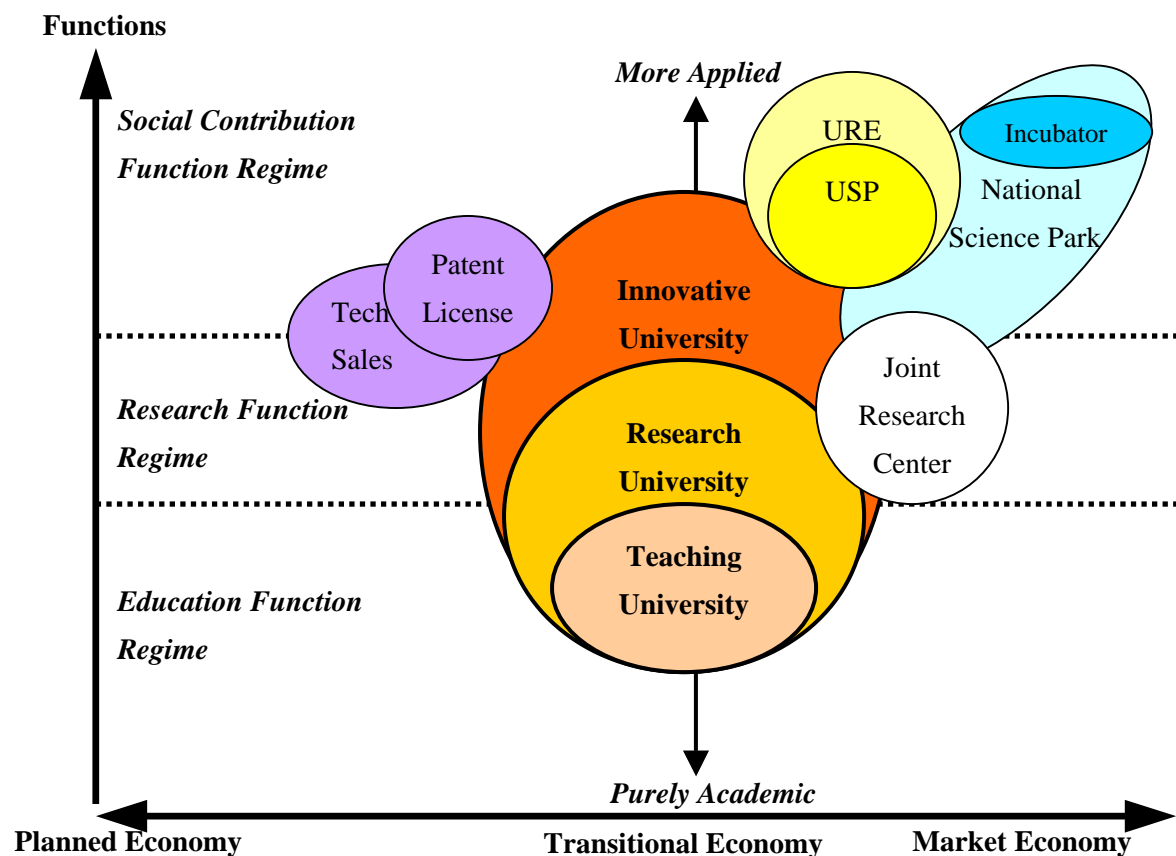 Functions
More Applied
Social Contribution
Function Regime
URE
USP
Incubator
National
Science Park
Patent
License
Tech
Sales
Innovative
University
Joint
Research
Center
Research Function
Regime
Research
University
Teaching
University
Education Function
Regime
Purely Academic
Planned Economy
Transitional Economy
Market Economy